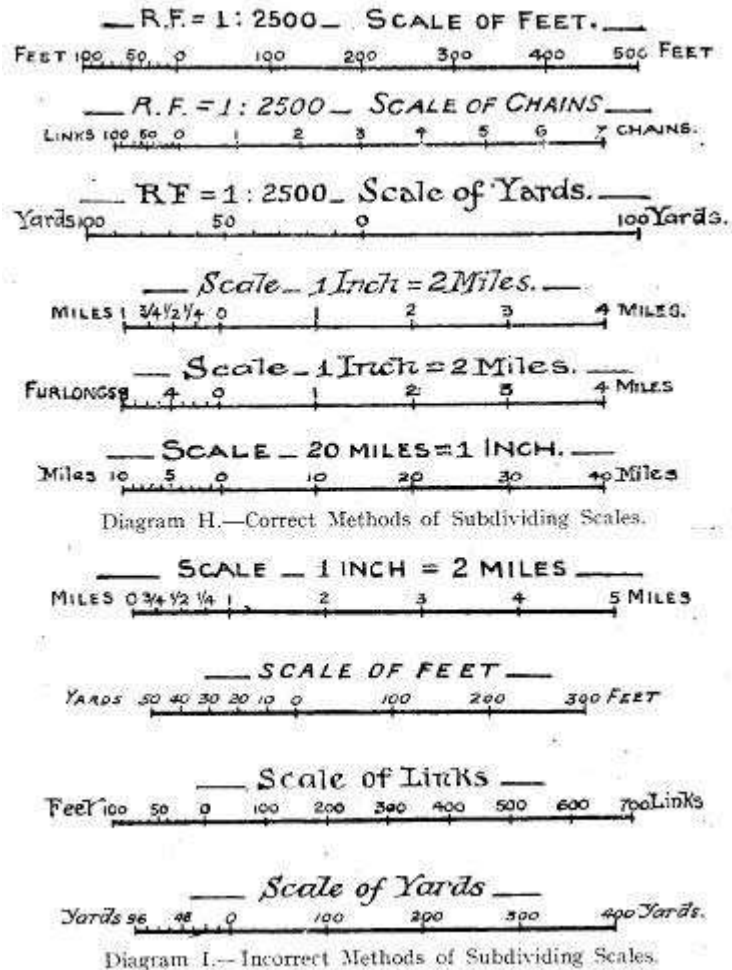 R.F. = 1 : 2500 _ SCALE OF FEET.
FEET 100 50 0 100 200 300 400 500 FEET
R.F. = 1 : 2500 _ SCALE OF CHAINS
LINKS 100 50 0 1 2 3 4 5 6 7 CHAINS.
RF = 1 : 2500 _ Scale of Yards.
Yards 100 50 0 100 Yards.
Scale _ 1 Inch = 2 Miles.
MILES 1 3/4 1/2 1/4 0 1 2 3 4 MILES.
Scale _ 1 Inch = 2 Miles.
FURLONGS 8 4 0 1 2 3 4 MILES
SCALE _ 20 MILES = 1 INCH.
Miles 10 5 0 10 20 30 40 Miles
Diagram H.—Correct Methods of Subdividing Scales.
SCALE _ 1 INCH = 2 MILES
MILES 0 3/4 1/2 1/4 1 2 3 4 5 MILES
SCALE OF FEET
YARDS 50 40 30 20 10 0 100 200 300 FEET
Scale of Links
Feet 100 50 0 100 200 300 400 500 600 700 Links
Scale of Yards
Yards 96 48 0 100 200 300 400 Yards.
Diagram I.—Incorrect Methods of Subdividing Scales.